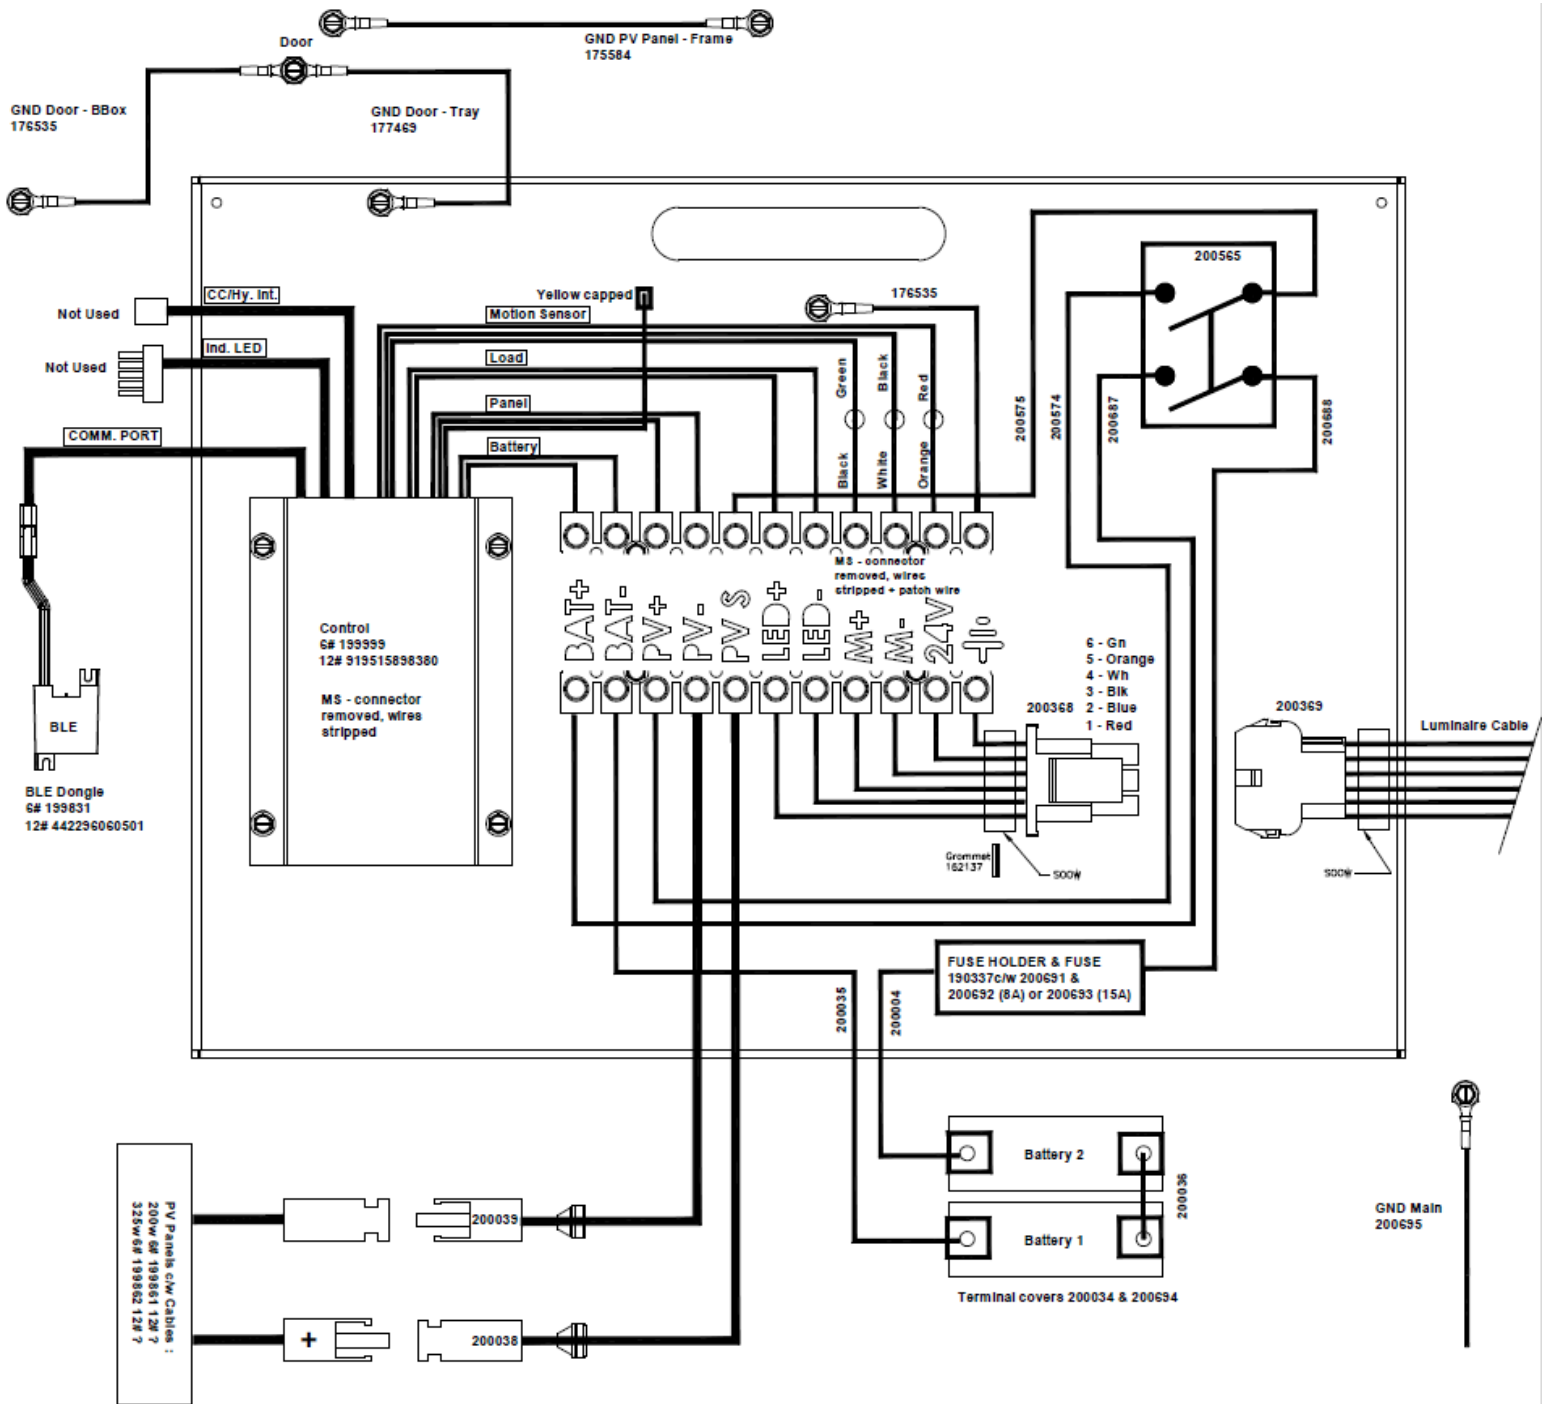 Door
GND PV Panel - Frame
175584
GND Door - BBox
176535
GND Door - Tray
177469
200565
CC/Hy. Int.
Not Used
Yellow capped
Motion Sensor
176535
Ind. LED
Not Used
Load
Panel
COMM. PORT
Battery
Green
Black
Red
Black
White
Orange
200575
200574
200687
200688
MS - connector
removed, wires
stripped + patch wire
BAT+
BAT-
PV+
PV-
PV S
LED+
LED-
M+
M-
24V
Control
6# 199999
12# 919515898380
MS - connector
removed, wires
stripped
6 - Gn
5 - Orange
4 - Wh
3 - Blk
2 - Blue
1 - Red
200368
200369
Luminaire Cable
BLE
BLE Dongle
6# 199831
12# 442296060501
Grommet
162137
SOOW
SOOW
FUSE HOLDER & FUSE
190337c/w 200691 &
200692 (8A) or 200693 (15A)
200035
200004
Battery 2
200036
Battery 1
Terminal covers 200034 & 200694
GND Main
200695
PV Panels c/w Cables :
200w 6# 199861 12# ?
325w 6# 199862 12# ?
200039
+
200038